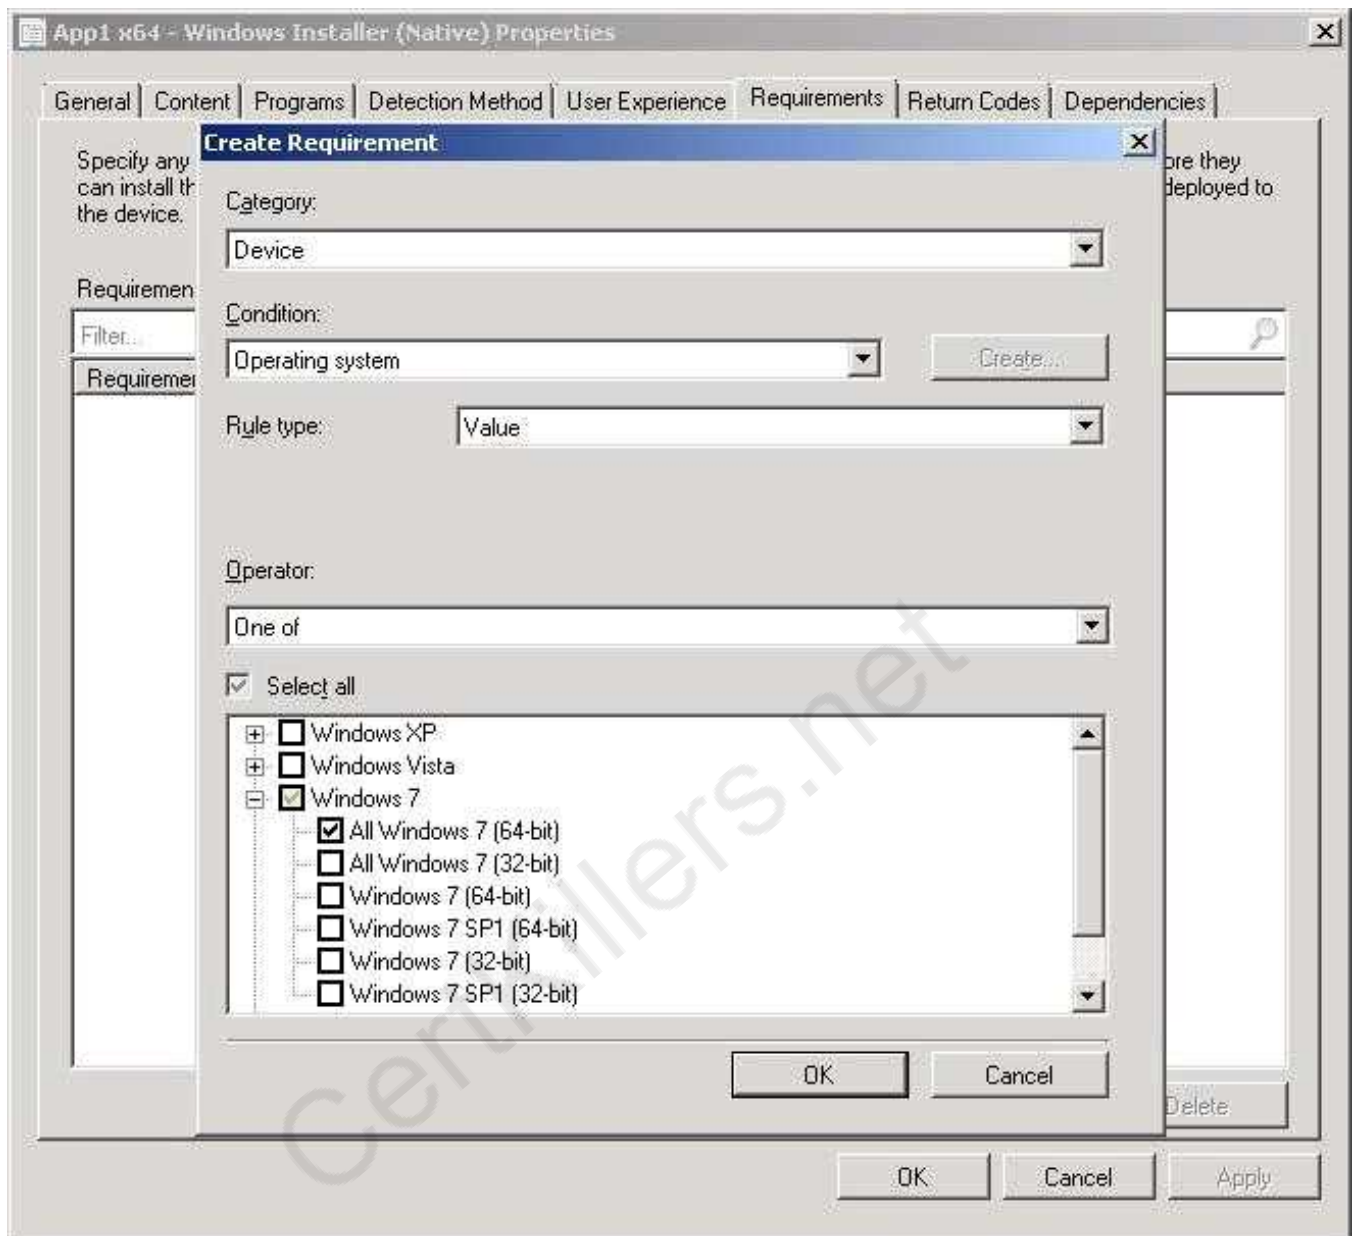 App1 x64 - Windows Installer (Native) Properties
General
Content
Programs
Detection Method
User Experience
Requirements
Return Codes
Dependencies
Create Requirement
Specify any
ore they
can install th
deployed to
the device.
Category:
Device
Requiremen
Condition:
Filter...
Operating system
Create...
Requiremen
Rule type:
Value
Operator:
One of
Select all
Windows XP
Windows Vista
Windows 7
All Windows 7 (64-bit)
All Windows 7 (32-bit)
Windows 7 (64-bit)
Windows 7 SP1 (64-bit)
Windows 7 (32-bit)
Windows 7 SP1 (32-bit)
OK
Cancel
Delete
OK
Cancel
Apply
CertKillers.net